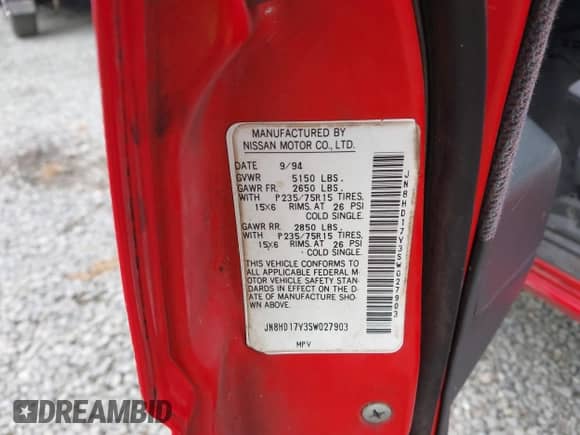 MANUFACTURED BY
NISSAN MOTOR CO., LTD.
DATE 9/94
GVWR 5150 LBS.
GAWR FR. 2650 LBS.
WITH P235/75R15 TIRES,
15X6 RIMS, AT 26 PSI
COLD SINGLE.
GAWR RR. 2850 LBS.
WITH P235/75R15 TIRES,
15X6 RIMS, AT 26 PSI
COLD SINGLE.
THIS VEHICLE CONFORMS TO
ALL APPLICABLE FEDERAL M-
OTOR VEHICLE SAFETY STAN-
DARDS IN EFFECT ON THE D-
ATE OF MANUFACTURE SHO-
WN ABOVE.
JN8HD17Y3SW027903
MPV
JN8HD17Y3SW027903
DREAMBID